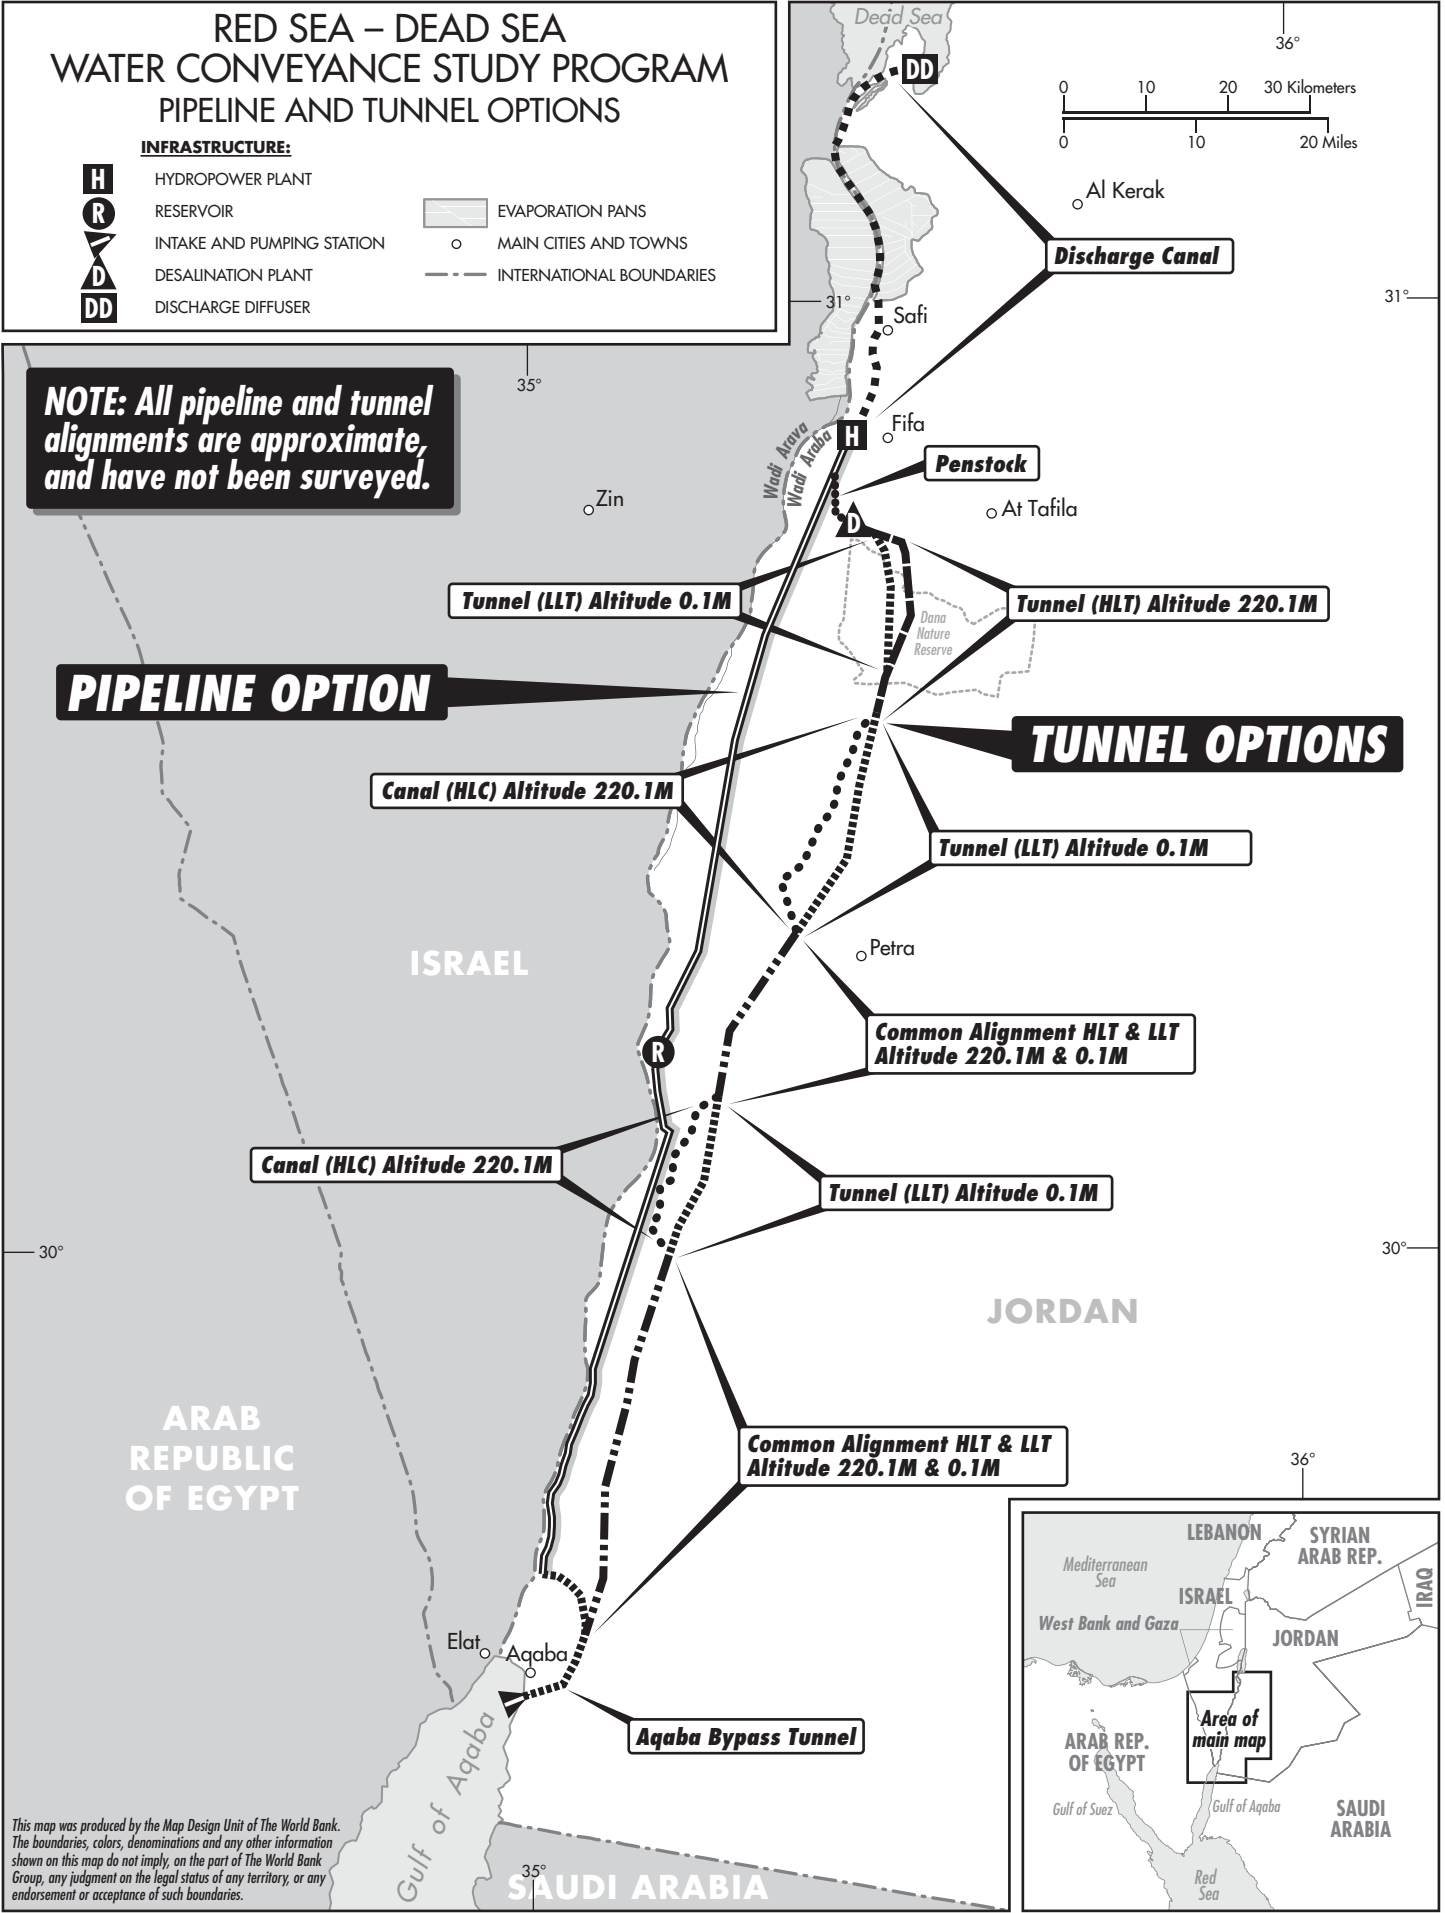 RED SEA – DEAD SEA
WATER CONVEYANCE STUDY PROGRAM
PIPELINE AND TUNNEL OPTIONS
INFRASTRUCTURE:
H HYDROPOWER PLANT
R RESERVOIR
INTAKE AND PUMPING STATION
D DESALINATION PLANT
DD DISCHARGE DIFFUSER
EVAPORATION PANS
MAIN CITIES AND TOWNS
INTERNATIONAL BOUNDARIES
Dead Sea
DD
36°
0 10 20 30 Kilometers
0 10 20 Miles
Al Kerak
Discharge Canal
31°
31°
Safi
35°
NOTE: All pipeline and tunnel
alignments are approximate,
and have not been surveyed.
Fifa
H
Wadi Arava
Wadi Araba
Penstock
Zin
At Tafila
D
Tunnel (LLT) Altitude 0.1M
Tunnel (HLT) Altitude 220.1M
Dana
Nature
Reserve
PIPELINE OPTION
TUNNEL OPTIONS
Canal (HLC) Altitude 220.1M
Tunnel (LLT) Altitude 0.1M
ISRAEL
Petra
Common Alignment HLT & LLT
Altitude 220.1M & 0.1M
R
Canal (HLC) Altitude 220.1M
Tunnel (LLT) Altitude 0.1M
30°
30°
JORDAN
ARAB
REPUBLIC
OF EGYPT
Common Alignment HLT & LLT
Altitude 220.1M & 0.1M
36°
Elat
Aqaba
Aqaba Bypass Tunnel
Gulf of Aqaba
35°
SAUDI ARABIA
This map was produced by the Map Design Unit of The World Bank.
The boundaries, colors, denominations and any other information
shown on this map do not imply, on the part of The World Bank
Group, any judgment on the legal status of any territory, or any
endorsement or acceptance of such boundaries.
LEBANON
SYRIAN
ARAB REP.
Mediterranean
Sea
IRAQ
ISRAEL
West Bank and Gaza
JORDAN
Area of
main map
ARAB REP.
OF EGYPT
Gulf of Suez
Gulf of Aqaba
SAUDI
ARABIA
Red
Sea